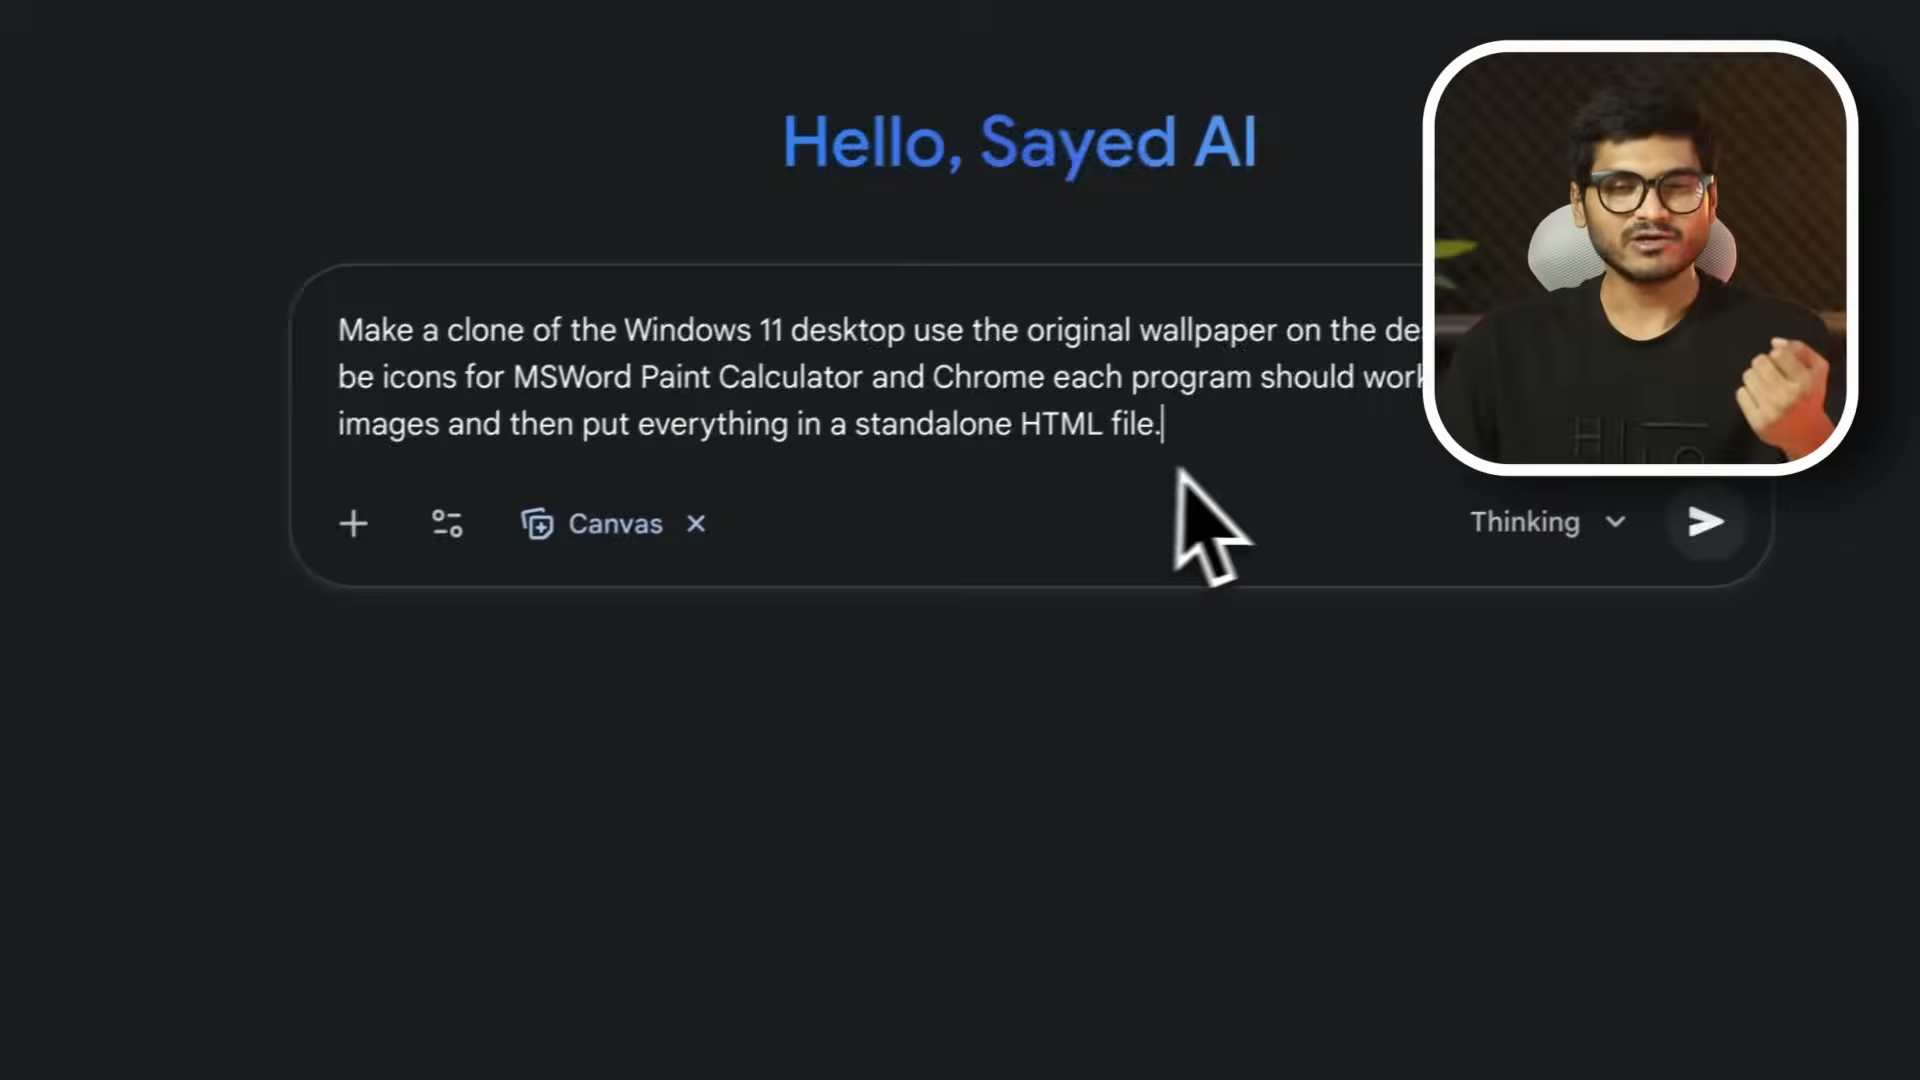 Hello, Sayed AI
Make a clone of the Windows 11 desktop use the original wallpaper on the
be icons for MSWord Paint Calculator and Chrome each program should work
images and then put everything in a standalone HTML file.
Canvas
Thinking